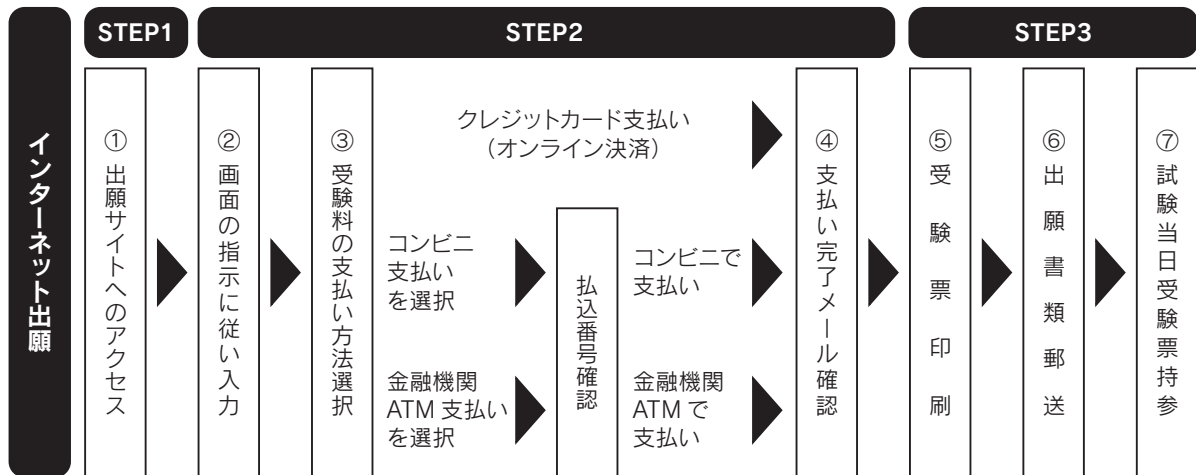 STEP1
STEP2
STEP3
インターネット出願
①出願サイトへのアクセス
②画面の指示に従い入力
③受験料の支払い方法選択
クレジットカード支払い
（オンライン決済）
コンビニ
支払い
を選択
金融機関
ATM 支払い
を選択
払込番号確認
コンビニで
支払い
金融機関
ATM で
支払い
④支払い完了メール確認
⑤受験票印刷
⑥出願書類郵送
⑦試験当日受験票持参